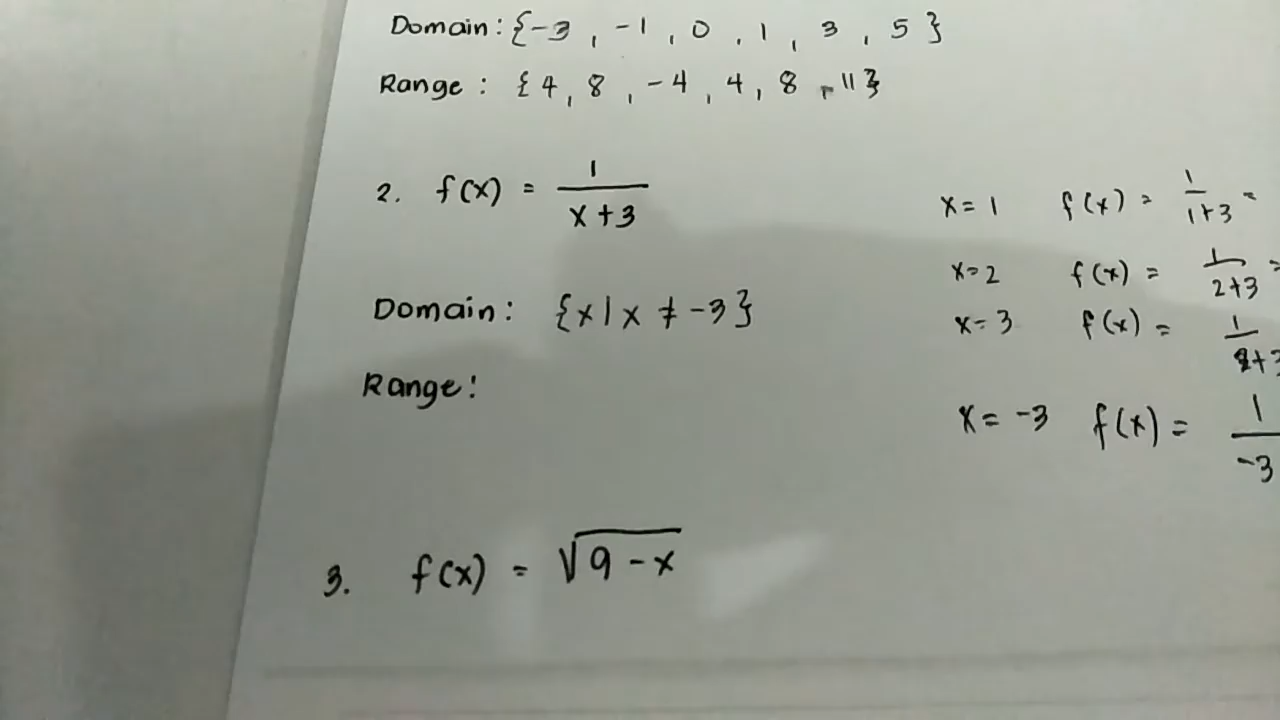 Domain: {-3, -1, 0, 1, 3, 5}
Range: {4, 8, -4, 4, 8, 11}
2. f(x) = 1/(x+3)
x = 1 f(x) = 1/(1+3) =
x=2 f(x) = 1/(2+3) =
Domain: {x|x ≠ -3}
x=3 f(x) =
Range:
x = -3 f(x) = 1/-3
3. f(x) = √(9-x)